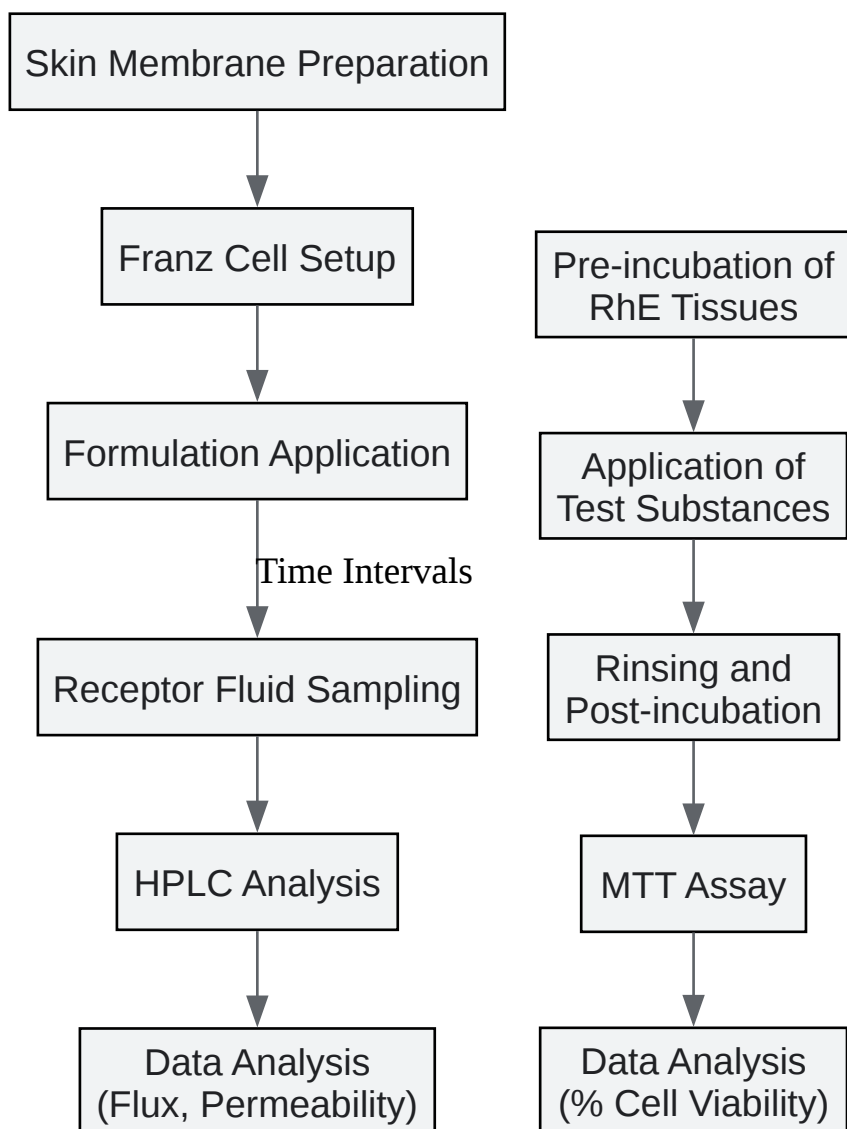 Skin Membrane Preparation
Franz Cell Setup
Formulation Application
Time Intervals
Receptor Fluid Sampling
HPLC Analysis
Data Analysis
(Flux, Permeability)
Pre-incubation of
RhE Tissues
Application of
Test Substances
Rinsing and
Post-incubation
MTT Assay
Data Analysis
(% Cell Viability)